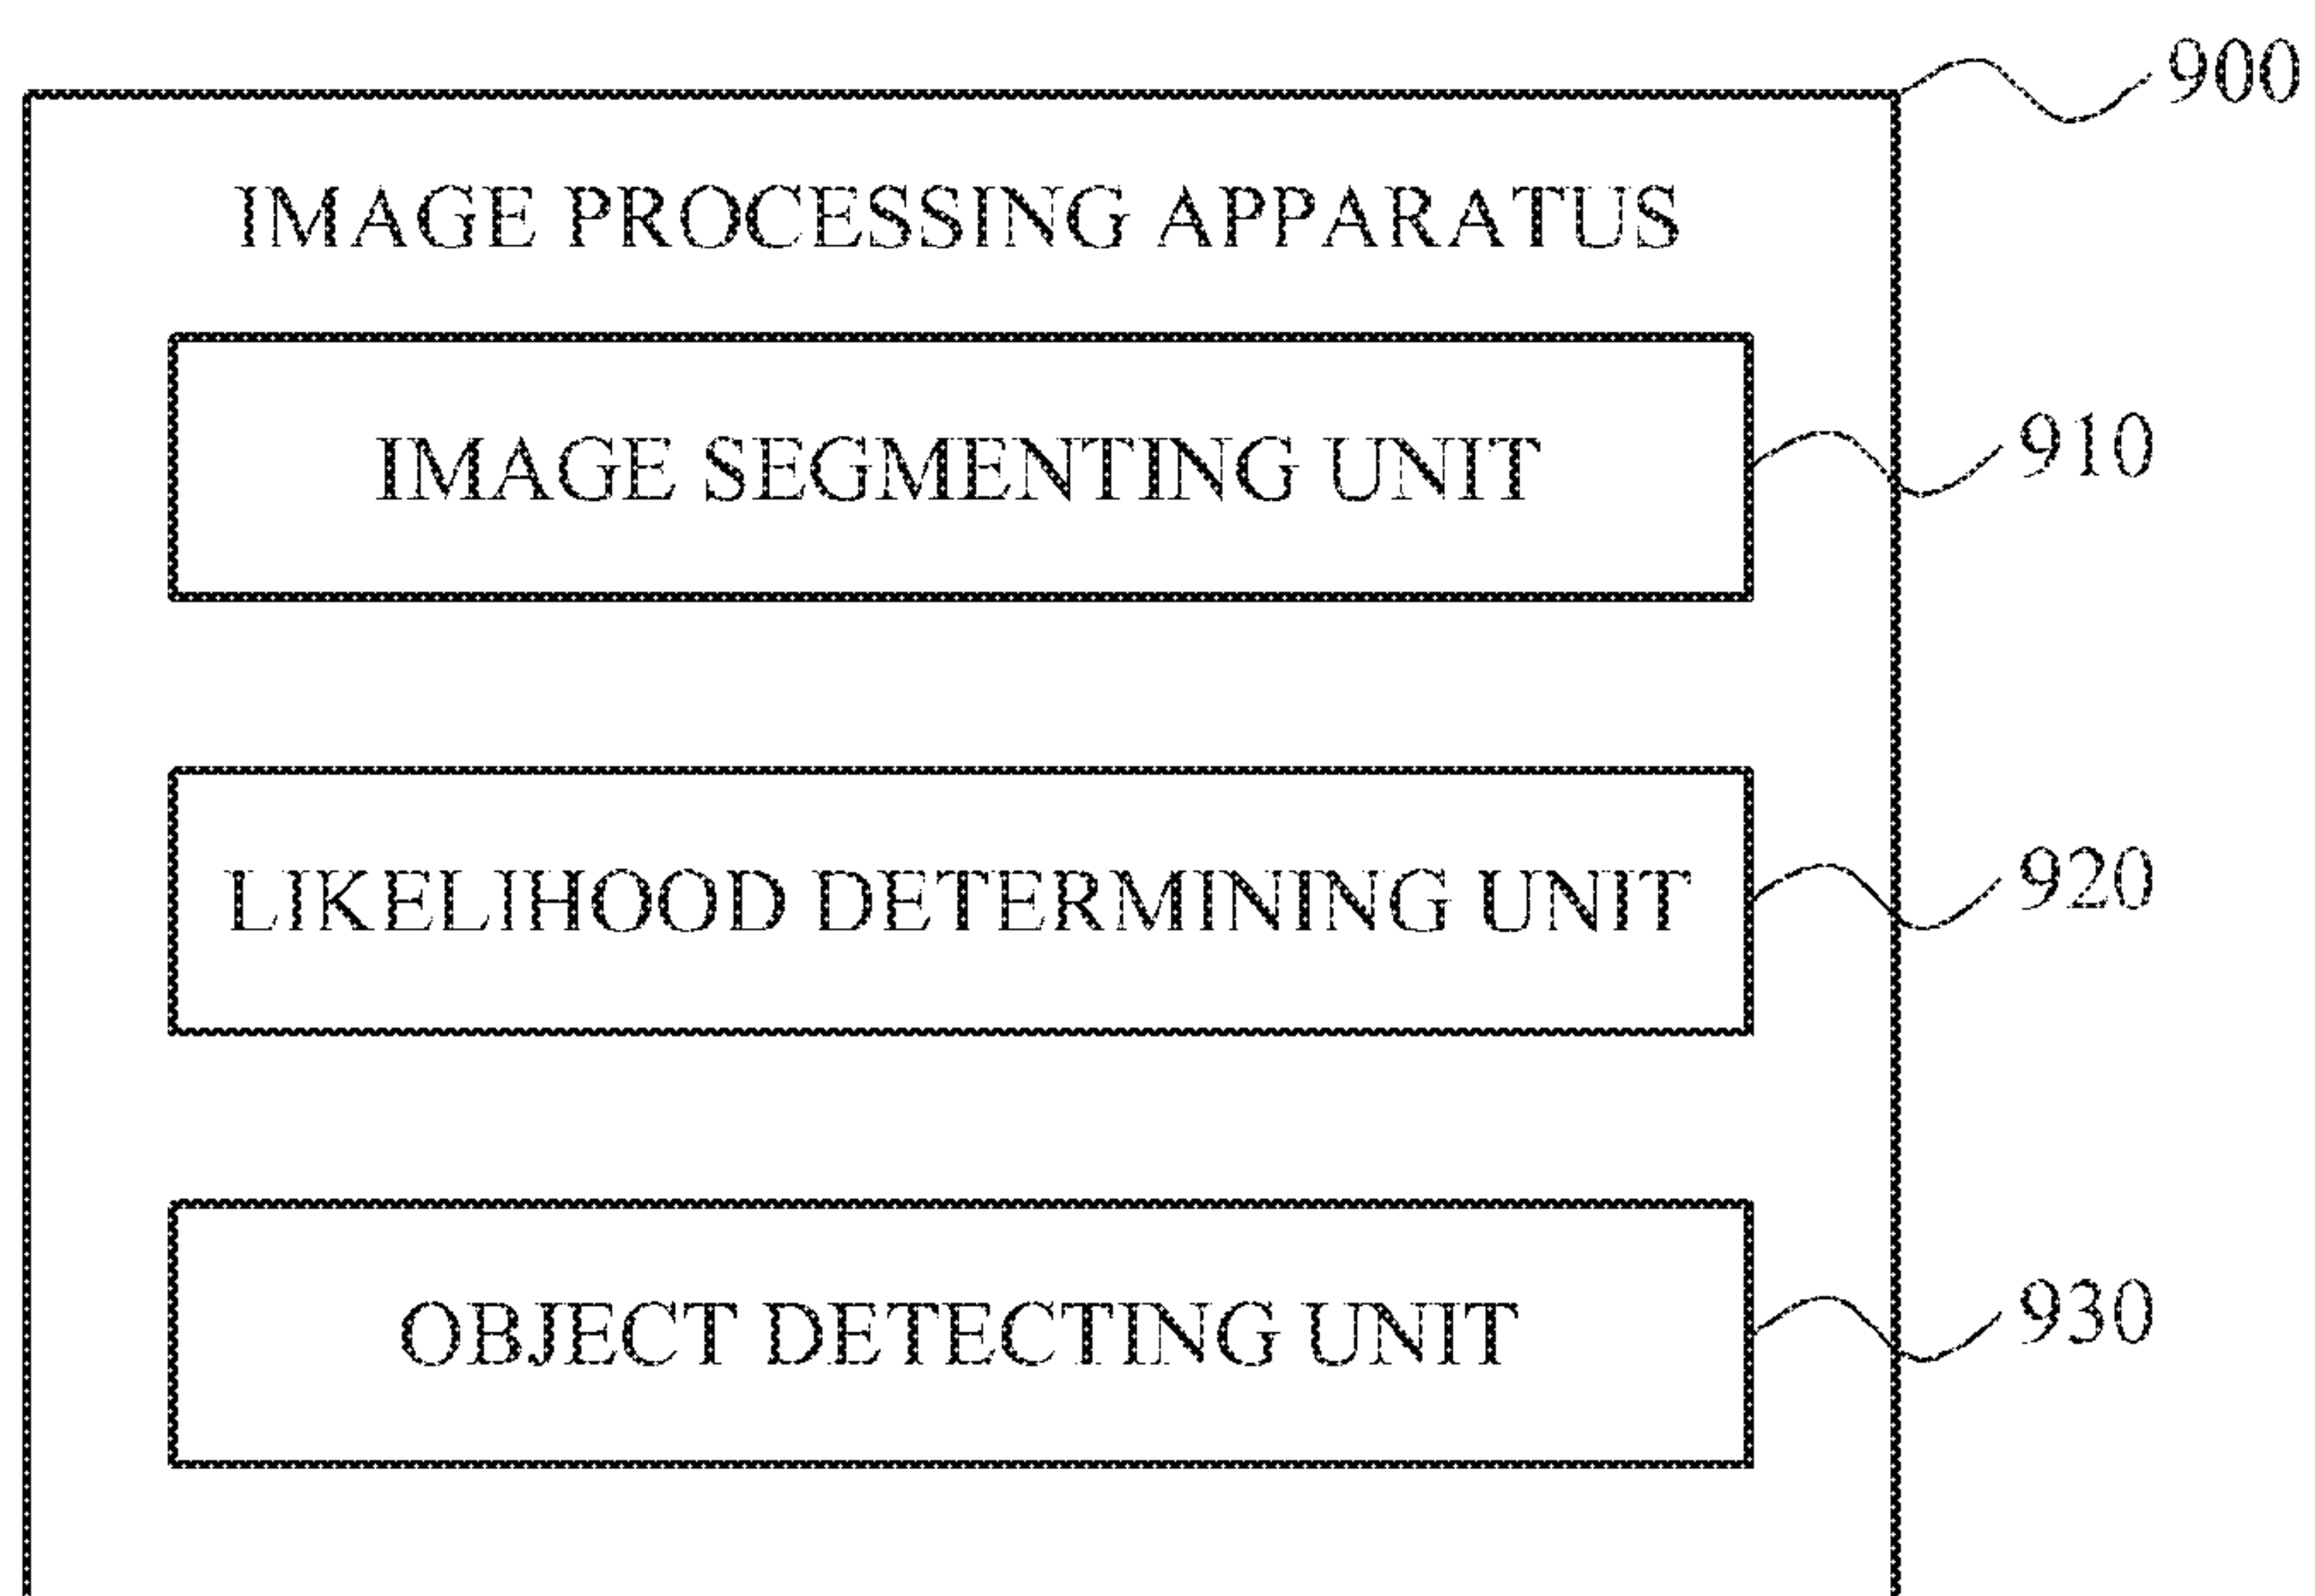 900
IMAGE PROCESSING APPARATUS
IMAGE SEGMENTING UNIT
910
LIKELIHOOD DETERMINING UNIT
920
OBJECT DETECTING UNIT
930